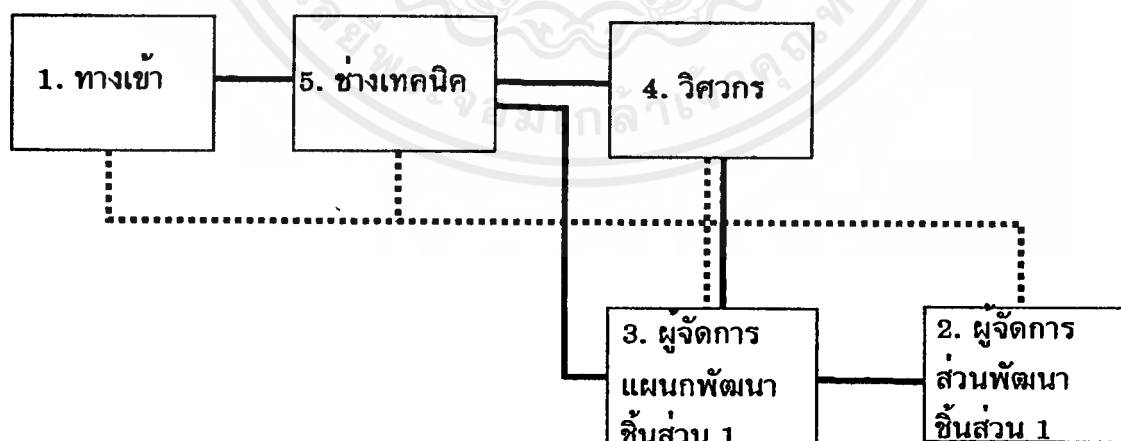 1. ทางเข้า
5. ช่างเทคนิค
4. วิศวกร
3. ผู้จัดการ
แผนกพัฒนา
ชิ้นส่วน 1
2. ผู้จัดการ
ส่วนพัฒนา
ชิ้นส่วน 1